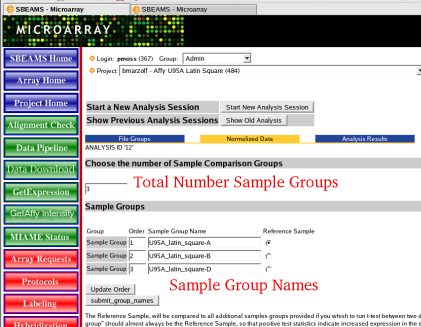 SBEAMS - Microarray
SBEAMS - Microarray
MICROARRAY
Login: pmoss (367) Group: Admin
Project: bmarzolf - Affy U95A Latin Square (484)
SBEAMS Home
Array Home
Project Home
Alignment Check
Data Pipeline
Data Download
GetExpression
GetAffy Intensity
MIAME Status
Array Requests
Protocols
Labeling
Hybridization
Start a New Analysis Session Start New Analysis Session
Show Previous Analysis Sessions Show Old Analysis
File Groups Normalized Data Analysis Results
ANALYSIS ID '12'
Choose the number of Sample Comparison Groups
3
Total Number Sample Groups
Sample Groups
Group Order Sample Group Name Reference Sample
Sample Group 1 U95A_latin_square-A
Sample Group 2 U95A_latin_square-B
Sample Group 3 U95A_latin_square-D
Sample Group Names
Update Order
submit_group_names
The Reference Sample, will be compared to all additional samples groups provided if you whish to run t-test between two
group" should almost always be the Reference Sample, so that positive test statistics indicate increased expression in the